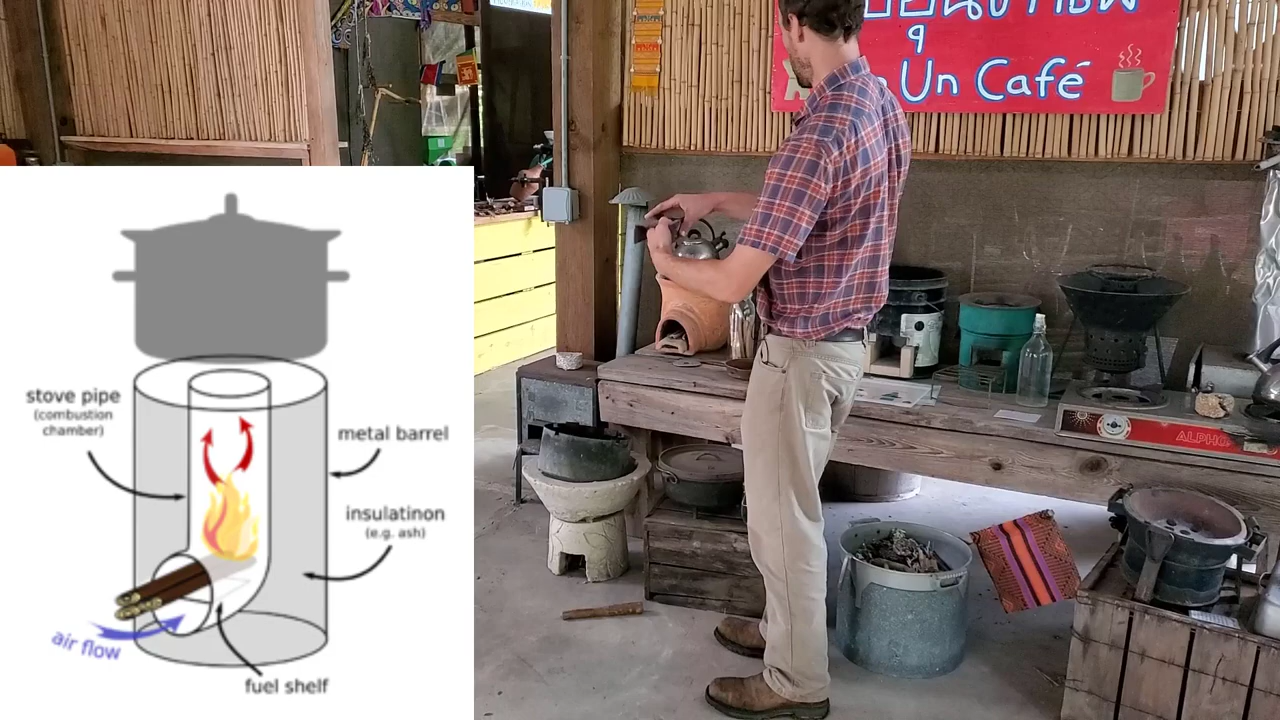 Un Café
stove pipe
(combustion
chamber)
metal barrel
insulatinon
(e.g. ash)
air flow
fuel shelf
ALPHA